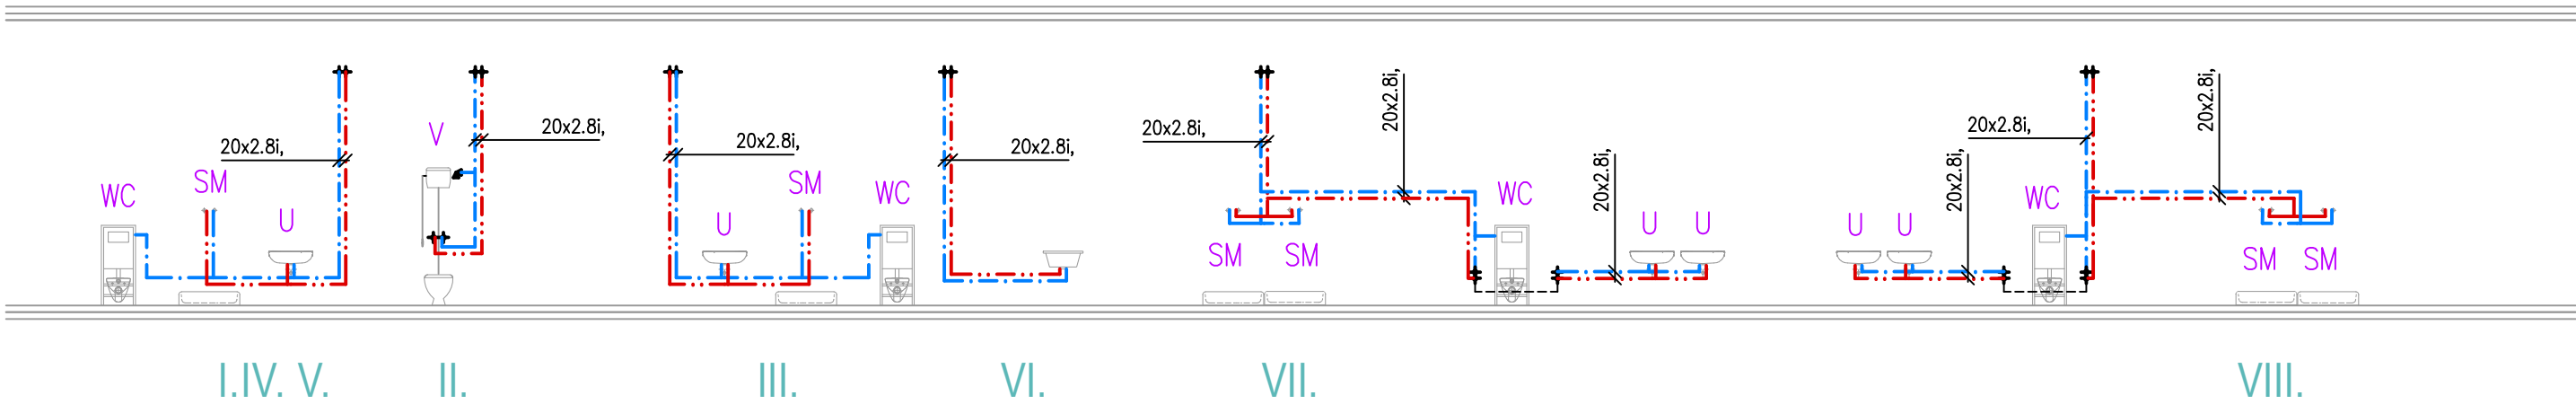 20x2.8i,
20x2.8i,
20x2.8i,
20x2.8i,
20x2.8i,
20x2.8i,
20x2.8i,
20x2.8i,
20x2.8i,
20x2.8i,
WC
SM
U
V
U
SM
WC
SM
SM
WC
U
U
U
U
WC
SM
SM
I.IV. V.
II.
III.
VI.
VII.
VIII.